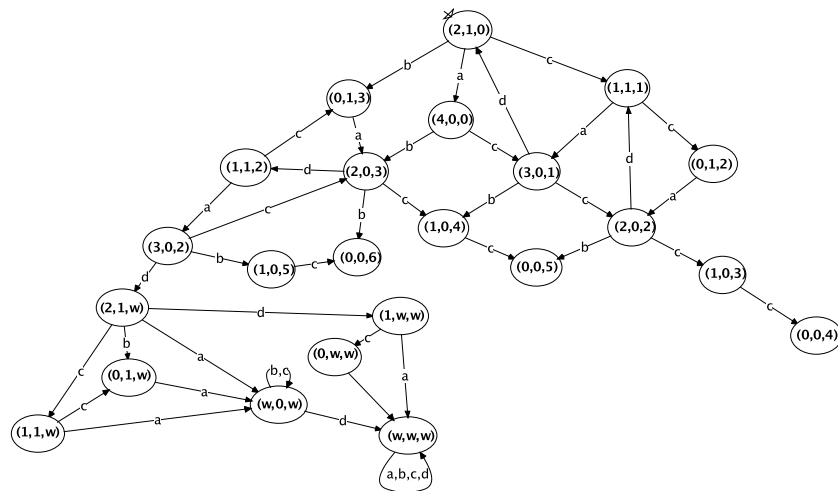 (2,1,0)
b
a
c
(0,1,3)
(1,1,1)
d
(4,0,0)
a
c
a
c
b
c
(1,1,2)
d
(2,0,3)
(3,0,1)
d
(0,1,2)
a
c
b
c
b
c
a
(3,0,2)
(1,0,4)
(2,0,2)
b
(1,0,5)
c
(0,0,6)
c
(0,0,5)
b
c
(1,0,3)
d
c
(2,1,w)
d
(1,w,w)
(0,0,4)
b
a
c
(0,w,w)
c
(0,1,w)
b,c
a
a
c
(w,0,w)
a
d
(1,1,w)
(w,w,w)
a,b,c,d